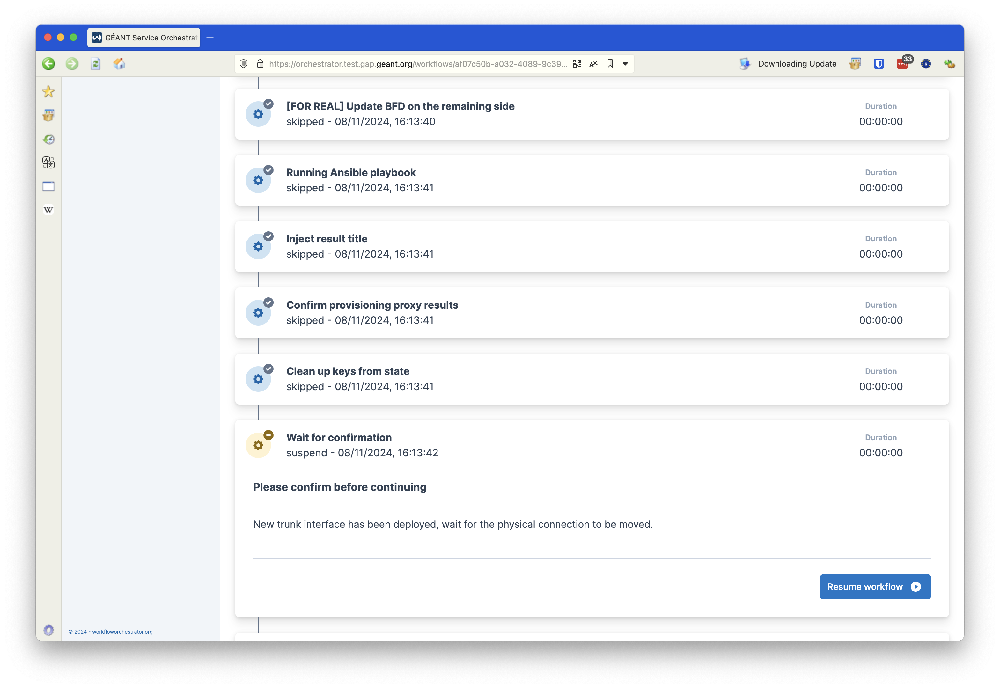 GÉANT Service Orchestrat
https://orchestrator.test.gap.geant.org/workflows/af07c50b-a032-4089-9c39...
Downloading Update
33
[FOR REAL] Update BFD on the remaining side
skipped - 08/11/2024, 16:13:40
Duration
00:00:00
Running Ansible playbook
skipped - 08/11/2024, 16:13:41
Duration
00:00:00
Inject result title
skipped - 08/11/2024, 16:13:41
Duration
00:00:00
Confirm provisioning proxy results
skipped - 08/11/2024, 16:13:41
Duration
00:00:00
Clean up keys from state
skipped - 08/11/2024, 16:13:41
Duration
00:00:00
Wait for confirmation
suspend - 08/11/2024, 16:13:42
Duration
00:00:00
Please confirm before continuing
New trunk interface has been deployed, wait for the physical connection to be moved.
Resume workflow
W
© 2024 - workfloworchestrator.org